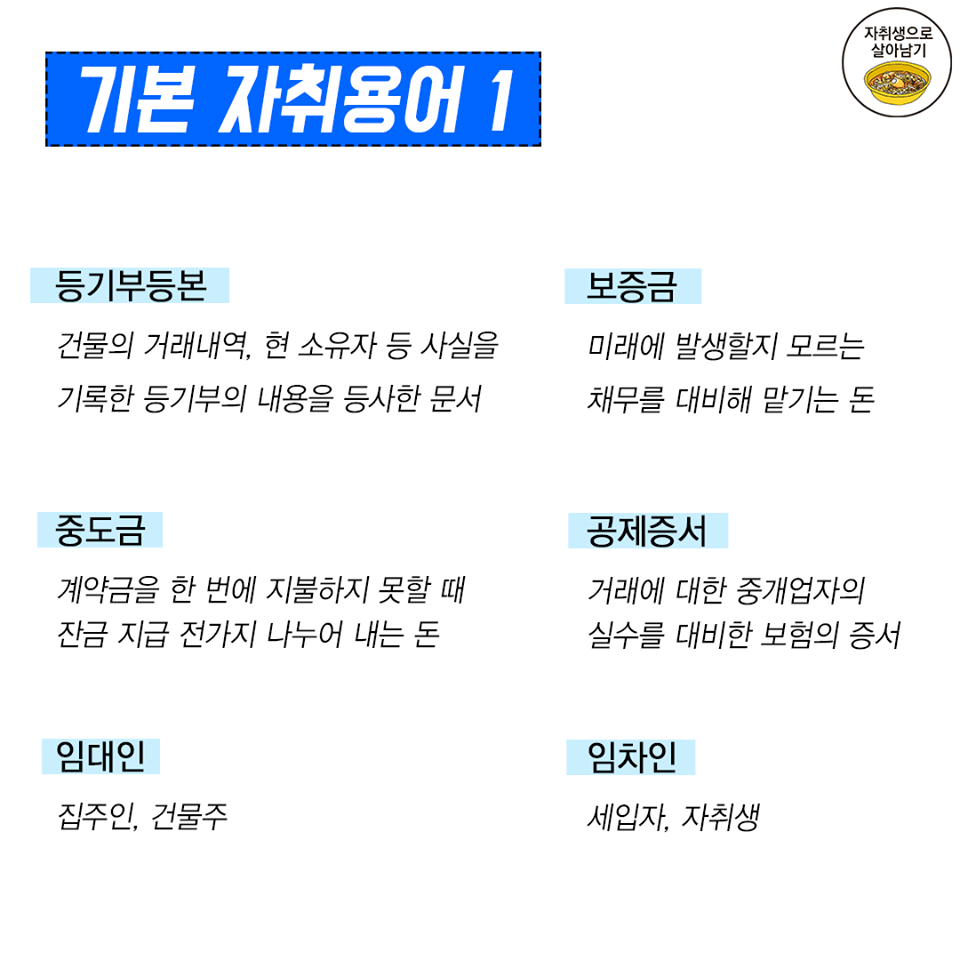 자취생으로
살아남기
기본 자취용어 1
등기부등본
건물의 거래내역, 현 소유자 등 사실을
기록한 등기부의 내용을 등사한 문서
보증금
미래에 발생할지 모르는
채무를 대비해 맡기는 돈
중도금
계약금을 한 번에 지불하지 못할 때
잔금 지급 전가지 나누어 내는 돈
공제증서
거래에 대한 중개업자의
실수를 대비한 보험의 증서
임대인
집주인, 건물주
임차인
세입자, 자취생